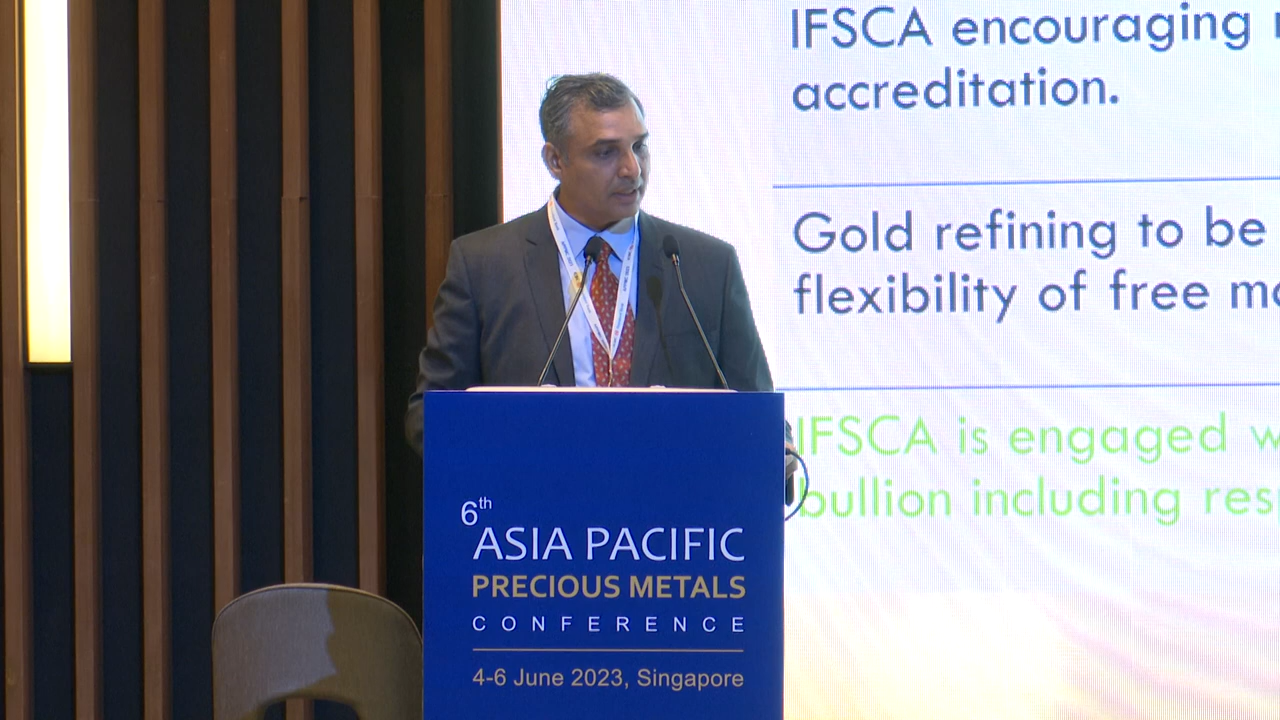 IFSCA encouraging
accreditation.
Gold refining to be
flexibility of free
IFSCA is engaged
bullion including
6th
ASIA PACIFIC
PRECIOUS METALS
CONFERENCE
4-6 June 2023, Singapore